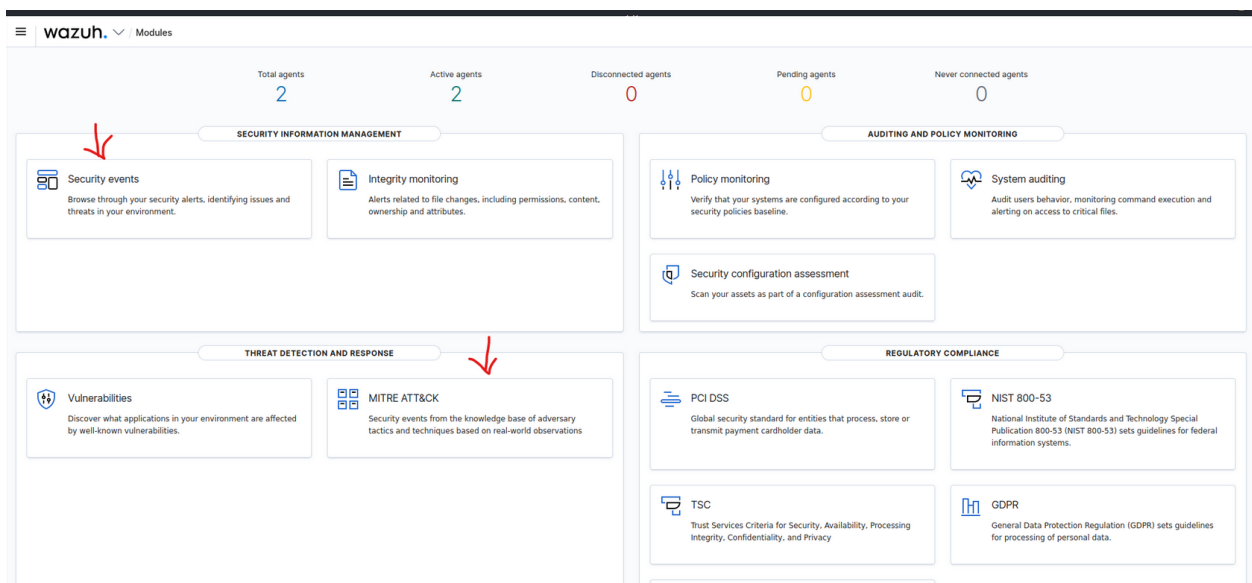 wazuh. / Modules
Total agents
2
Active agents
2
Disconnected agents
0
Pending agents
0
Never connected agents
0
SECURITY INFORMATION MANAGEMENT
Security events
Browse through your security alerts, identifying issues and
threats in your environment.
Integrity monitoring
Alerts related to file changes, including permissions, content,
ownership and attributes.
AUDITING AND POLICY MONITORING
Policy monitoring
Verify that your systems are configured according to your
security policies baseline.
System auditing
Audit users behavior, monitoring command execution and
alerting on access to critical files.
Security configuration assessment
Scan your assets as part of a configuration assessment audit.
THREAT DETECTION AND RESPONSE
Vulnerabilities
Discover what applications in your environment are affected
by well-known vulnerabilities.
MITRE ATT&CK
Security events from the knowledge base of adversary
tactics and techniques based on real-world observations
REGULATORY COMPLIANCE
PCI DSS
Global security standard for entities that process, store or
transmit payment cardholder data.
NIST 800-53
National Institute of Standards and Technology Special
Publication 800-53 (NIST 800-53) sets guidelines for federal
information systems.
TSC
Trust Services Criteria for Security, Availability, Processing
Integrity, Confidentiality, and Privacy
GDPR
General Data Protection Regulation (GDPR) sets guidelines
for processing of personal data.